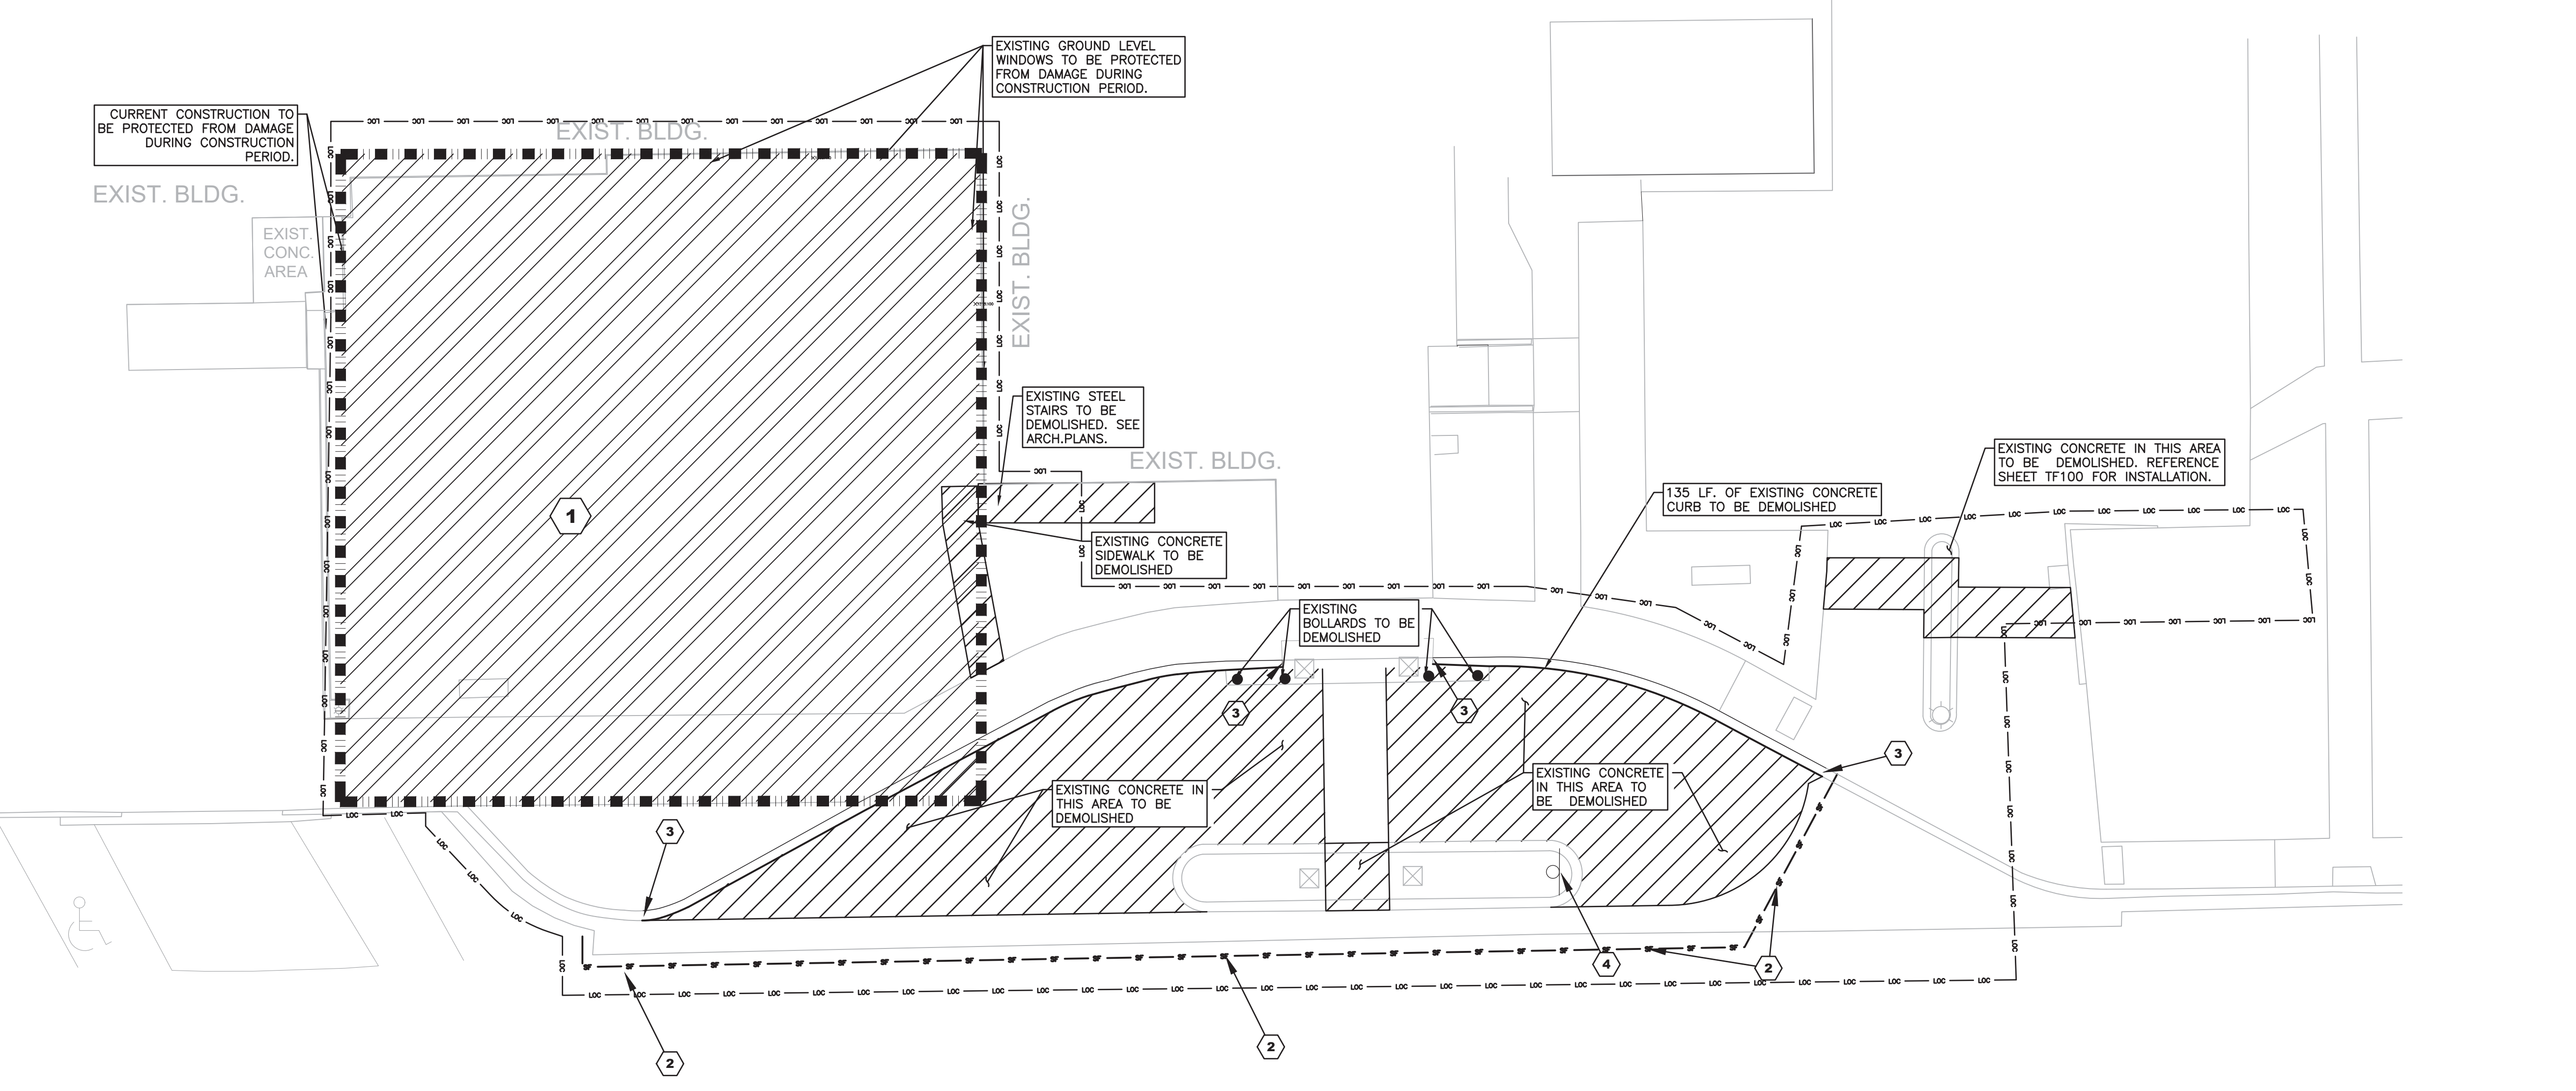 EXISTING GROUND LEVEL
WINDOWS TO BE PROTECTED
FROM DAMAGE DURING
CONSTRUCTION PERIOD.
CURRENT CONSTRUCTION TO
BE PROTECTED FROM DAMAGE
DURING CONSTRUCTION
PERIOD.
EXIST. BLDG.
EXIST. BLDG.
EXIST.
CONC.
AREA
EXIST. BLDG.
1
EXISTING STEEL
STAIRS TO BE
DEMOLISHED. SEE
ARCH.PLANS.
EXIST. BLDG.
EXISTING CONCRETE
SIDEWALK TO BE
DEMOLISHED
135 LF. OF EXISTING CONCRETE
CURB TO BE DEMOLISHED
EXISTING CONCRETE IN THIS AREA
TO BE DEMOLISHED. REFERENCE
SHEET TF100 FOR INSTALLATION.
EXISTING
BOLLARDS TO BE
DEMOLISHED
3
3
3
EXISTING CONCRETE IN
THIS AREA TO BE
DEMOLISHED
EXISTING CONCRETE
IN THIS AREA TO
BE DEMOLISHED
3
4
2
2
2
LOC
SF